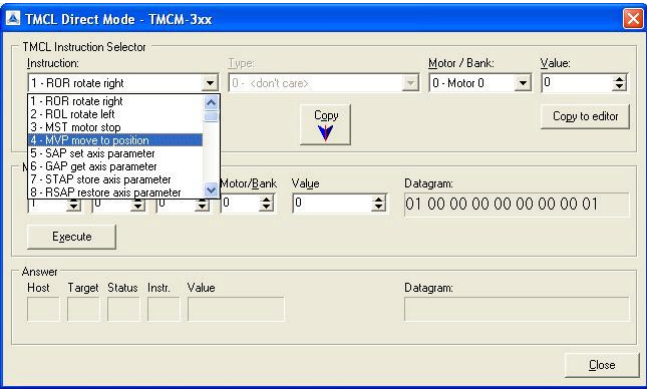 TMCL Direct Mode - TMCM-3xx
TMCL Instruction Selector
Instruction: Type: Motor / Bank: Value:
1 - ROR rotate right 0 - <don't care> 0 - Motor 0 0
1 - ROR rotate right
2 - ROL rotate left
3 - MST motor stop
4 - MVP move to position
5 - SAP set axis parameter
6 - GAP get axis parameter
7 - STAP store axis parameter
8 - RSAP restore axis parameter
Copy
Copy to editor
Motor/Bank Value Datagram:
1 0 0 0 0 01 00 00 00 00 00 00 00 01
Execute
Answer
Host Target Status Instr. Value Datagram:
Close